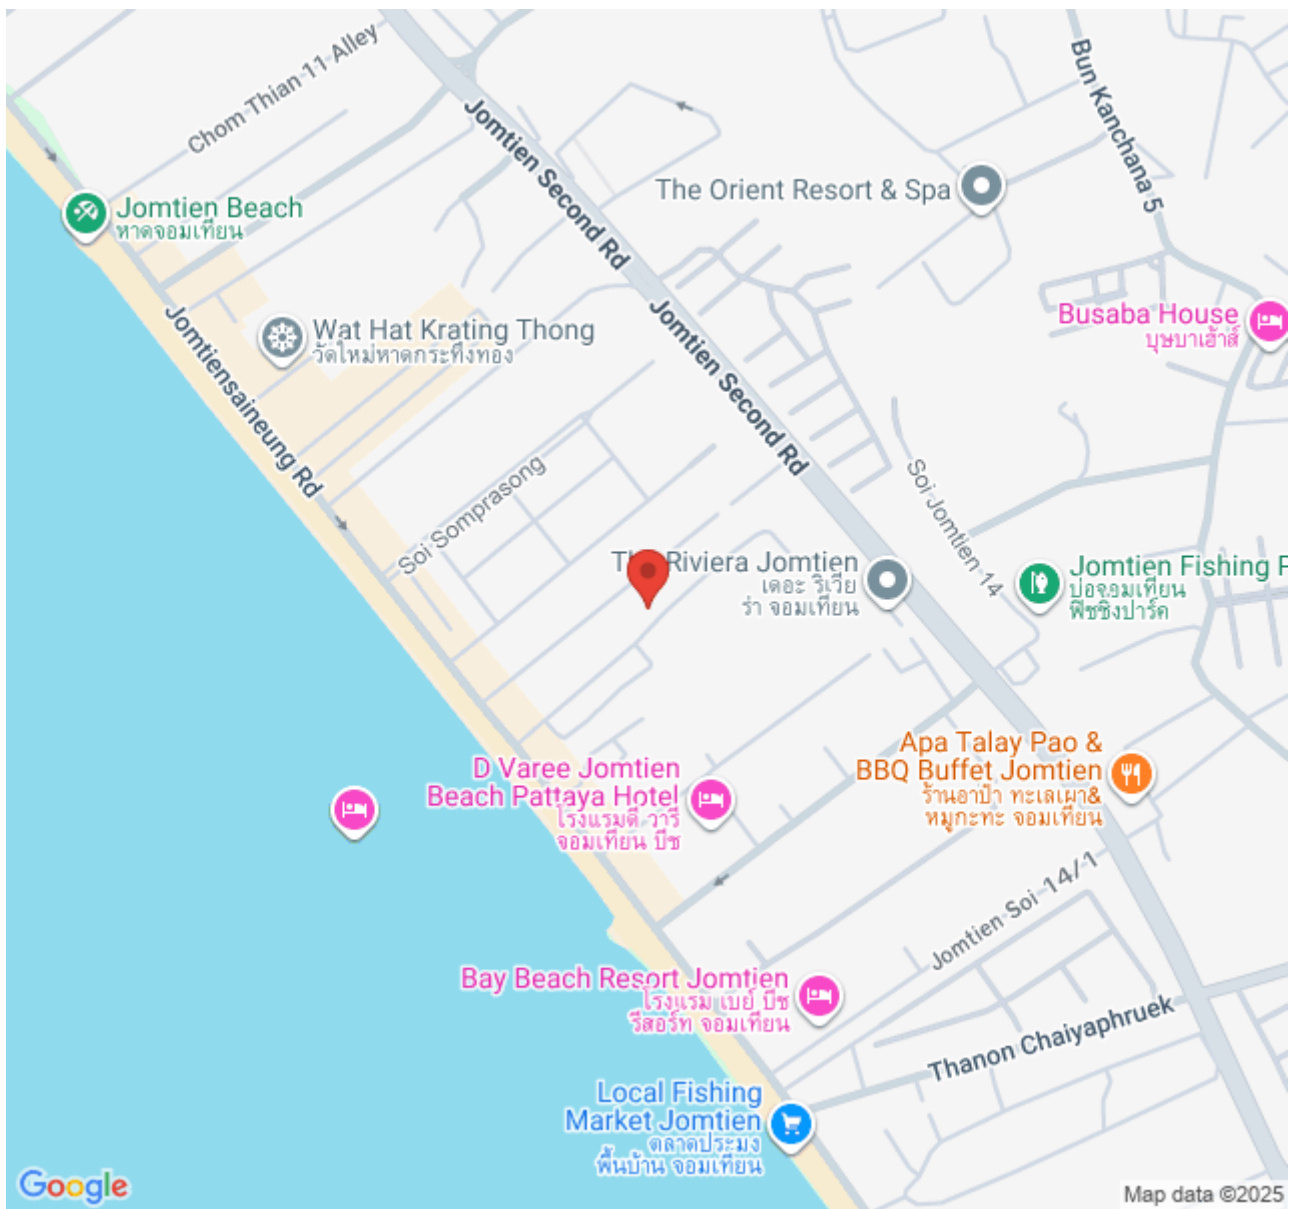 Chom Thian 11 Alley
Bun Kanchana 5
Jomtien Second Rd
The Orient Resort & Spa
Jomtien Beach
หาดจอมเทียน
Busaba House
บุษบาเฮ้าส์
Wat Hat Krating Thong
วัดใหม่หาดกระทิงทอง
Jomtien Second Rd
Jomtiensaineung Rd
Soi Somprasong
Soi Jomtien 14
Riviera Jomtien
เดอะ ริเวีย
ร่า จอมเทียน
Jomtien Fishing
บ่อจอมเทียน
ฟิชชิงปาร์ค
D Varee Jomtien
Beach Pattaya Hotel
โรงแรมดี วารี
จอมเทียน บีช
Apa Talay Pao &
BBQ Buffet Jomtien
ร้านอาป๋า ทะเลเผา&
หมูกะทะ จอมเทียน
Jomtien Soi 14/1
Bay Beach Resort Jomtien
โรงแรม เบย์ บีช
รีสอร์ท จอมเทียน
Thanon Chaiyaphruek
Local Fishing
Market Jomtien
ตลาดประมง
พื้นบ้าน จอมเทียน
Google
Map data ©2025